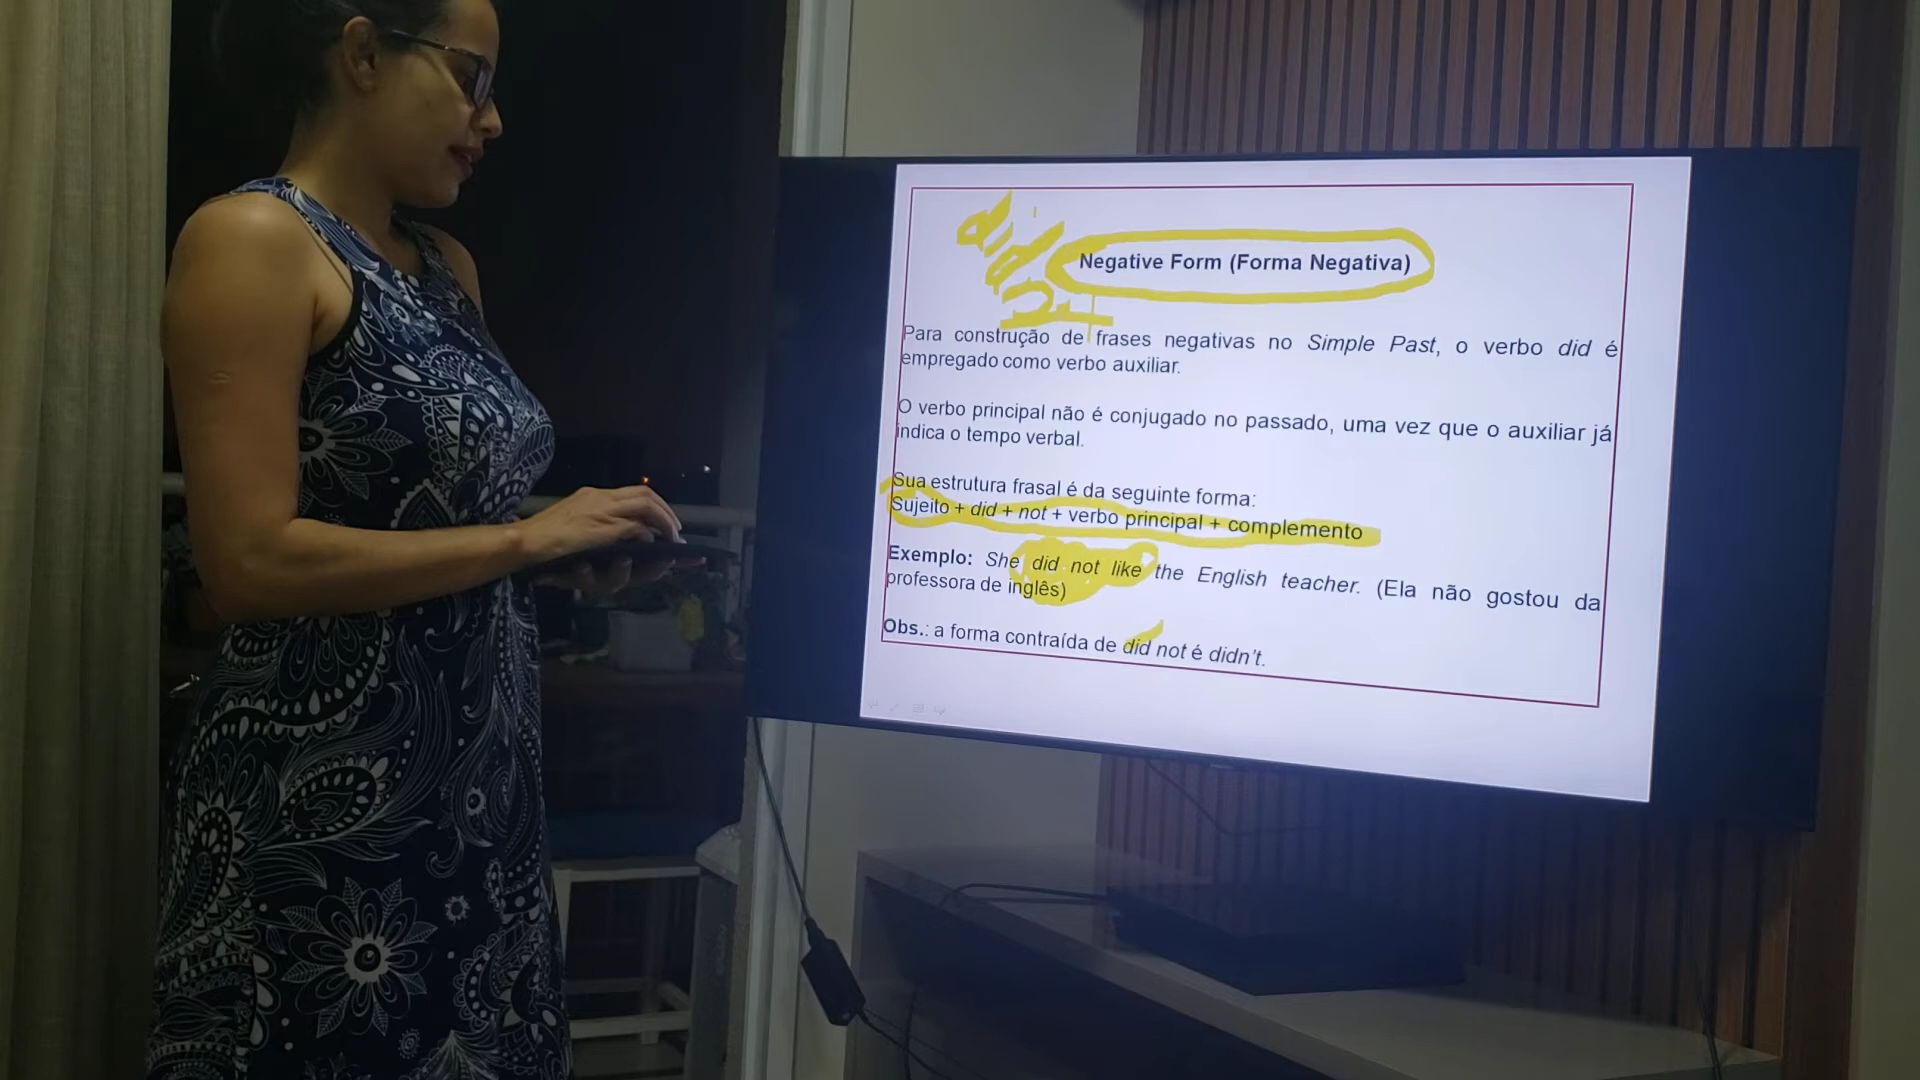 did
Negative Form (Forma Negativa)
Para construção de frases negativas no Simple Past, o verbo did é
empregado como verbo auxiliar.
O verbo principal não é conjugado no passado, uma vez que o auxiliar já
indica o tempo verbal.
Sua estrutura frasal é da seguinte forma:
Sujeito + did + not + verbo principal + complemento
Exemplo: She did not like the English teacher. (Ela não gostou da
professora de inglês)
Obs.: a forma contraída de did not é didn't.